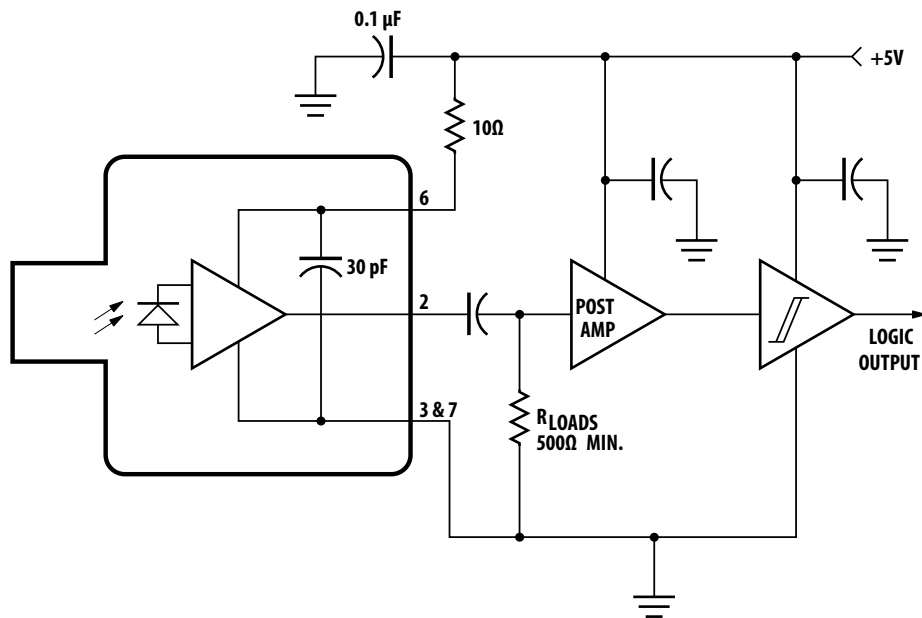 0.1 µF
+5V
10Ω
6
30 pF
2
POST
AMP
LOGIC
OUTPUT
3 & 7
RLOADS
500Ω MIN.